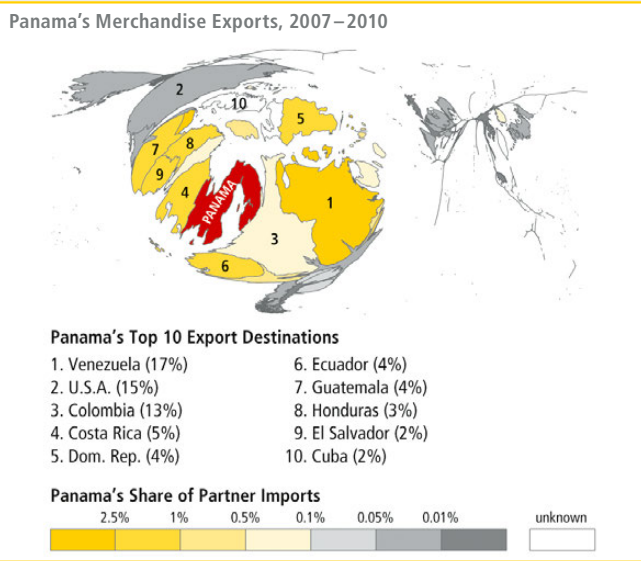 Panama's Merchandise Exports, 2007–2010
2
10
5
7
8
9
4
PANAMA
1
3
6
Panama's Top 10 Export Destinations
1. Venezuela (17%)
2. U.S.A. (15%)
3. Colombia (13%)
4. Costa Rica (5%)
5. Dom. Rep. (4%)
6. Ecuador (4%)
7. Guatemala (4%)
8. Honduras (3%)
9. El Salvador (2%)
10. Cuba (2%)
Panama's Share of Partner Imports
2.5% 1% 0.5% 0.1% 0.05% 0.01% unknown